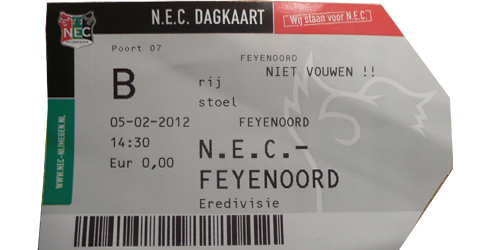 N.E.C. DAGKAART
Wij staan voor N.E.C.
NEC
NIJMEGEN
Poort 07
FEYENOORD
NIET VOUWEN !!
B
rij
stoel
05-02-2012
FEYENOORD
14:30
N.E.C.-
Eur 0,00
FEYENOORD
Eredivisie
WWW.NEC-NIJMEGEN.NL